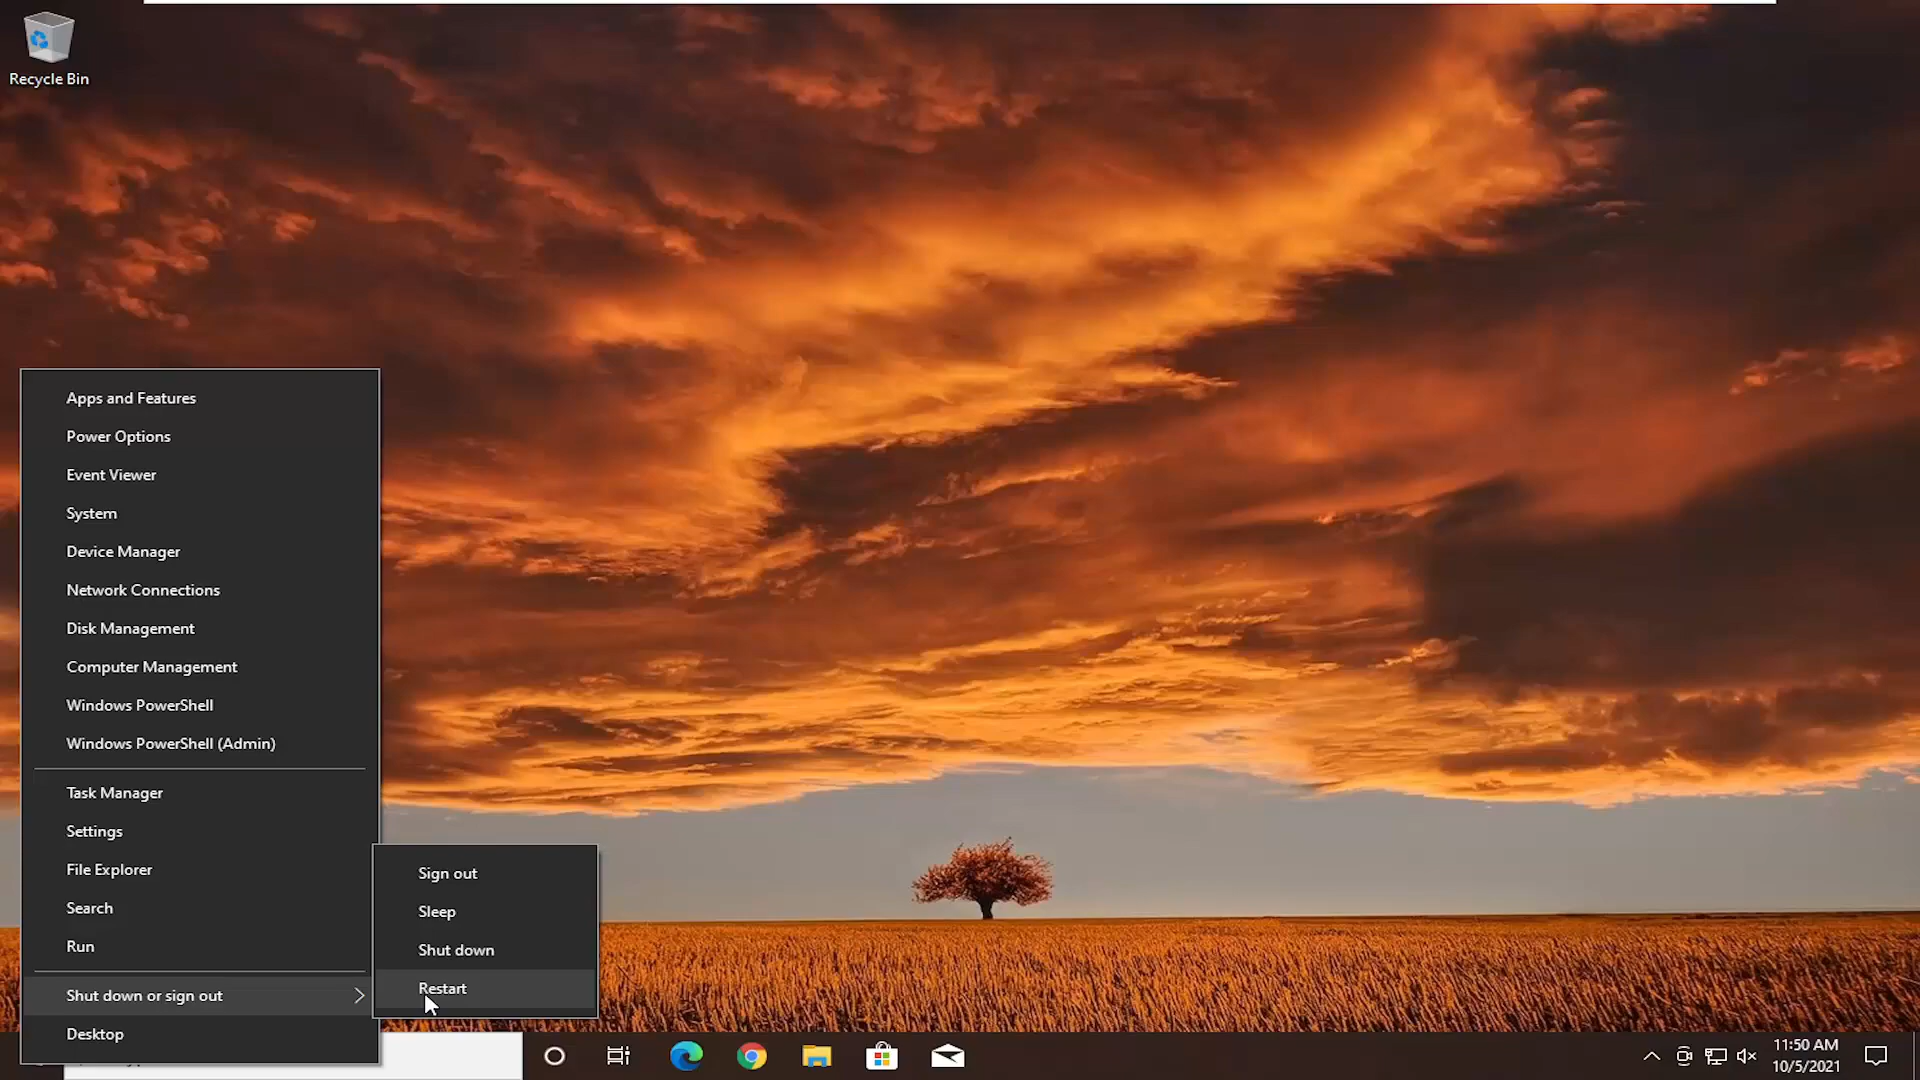 Recycle Bin
Apps and Features
Power Options
Event Viewer
System
Device Manager
Network Connections
Disk Management
Computer Management
Windows PowerShell
Windows PowerShell (Admin)
Task Manager
Settings
File Explorer
Search
Run
Shut down or sign out
Desktop
Sign out
Sleep
Shut down
Restart
11:50 AM
10/5/2021